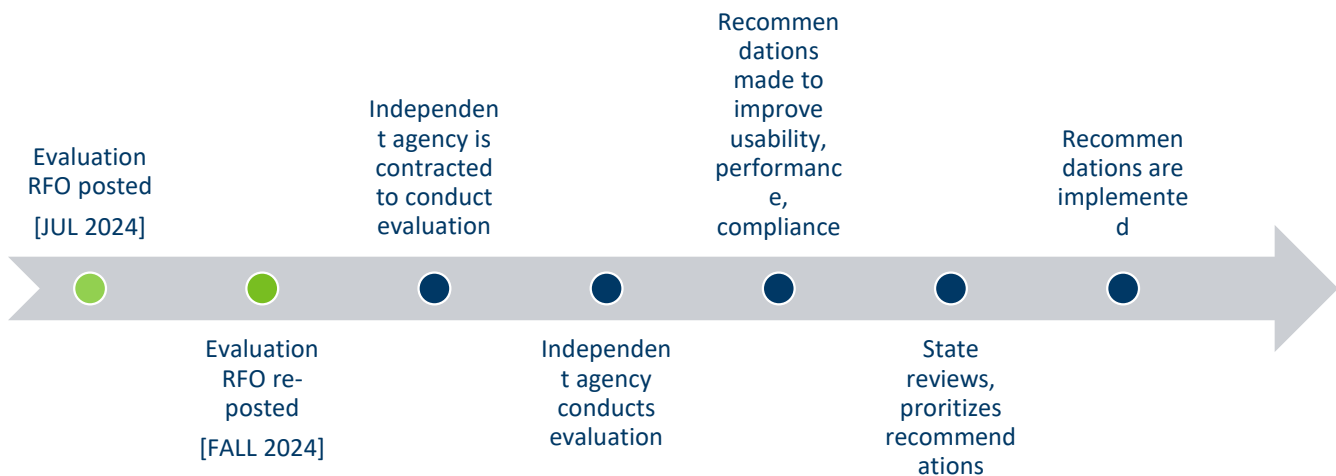 Evaluation
RFO posted
[JUL 2024]
Evaluation
RFO re-
posted
[FALL 2024]
Independen
t agency is
contracted
to conduct
evaluation
Independen
t agency
conducts
evaluation
Recommen
dations
made to
improve
usability,
performanc
e,
compliance
State
reviews,
proritizes
recommend
ations
Recommen
dations are
implemente
d